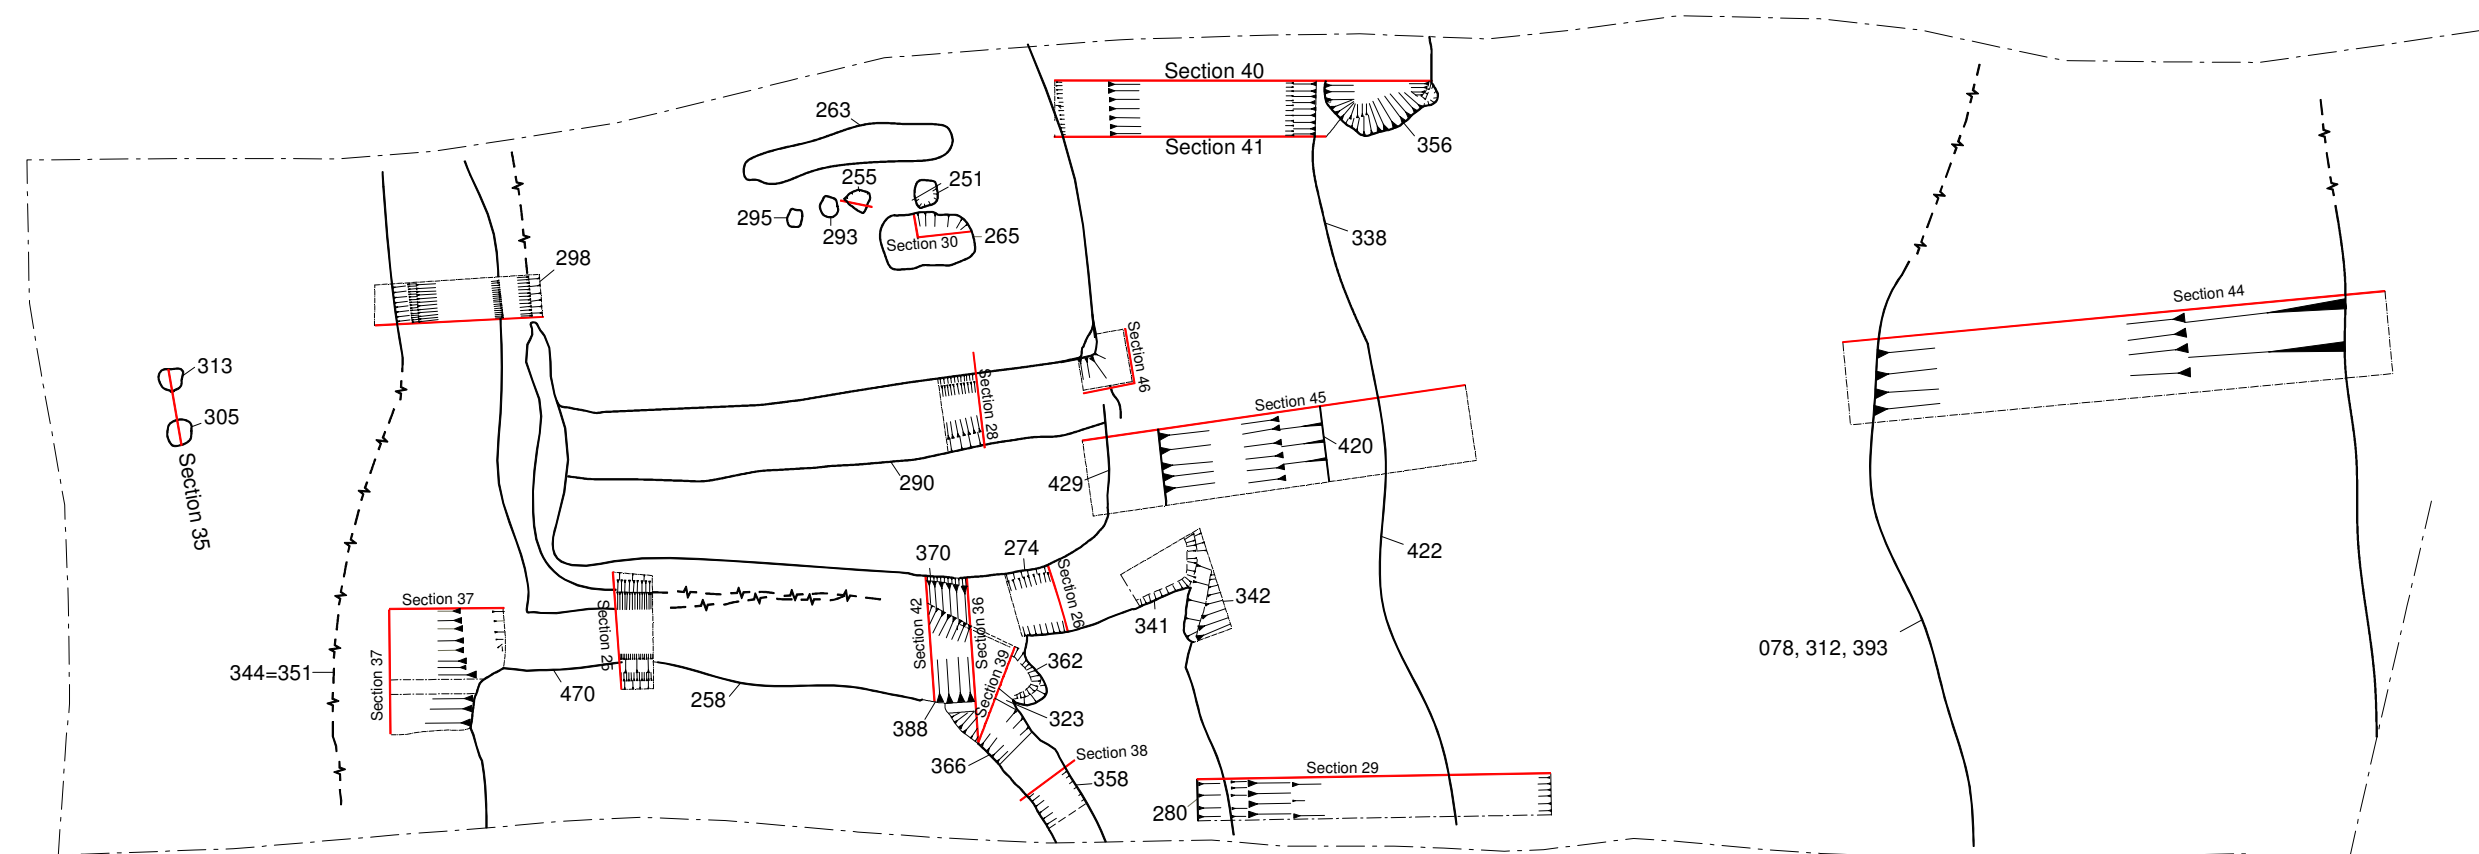 Section 40
263
Section 41
356
255
251
295
293
Section 30
265
338
298
Section 44
Section 46
313
305
Section 28
Section 45
420
Section 35
290
429
370
274
422
Section 37
Section 25
Section 42
Section 36
Section 26
342
341
078, 312, 393
Section 37
344=351
362
Section 39
470
258
323
388
366
Section 38
358
Section 29
280